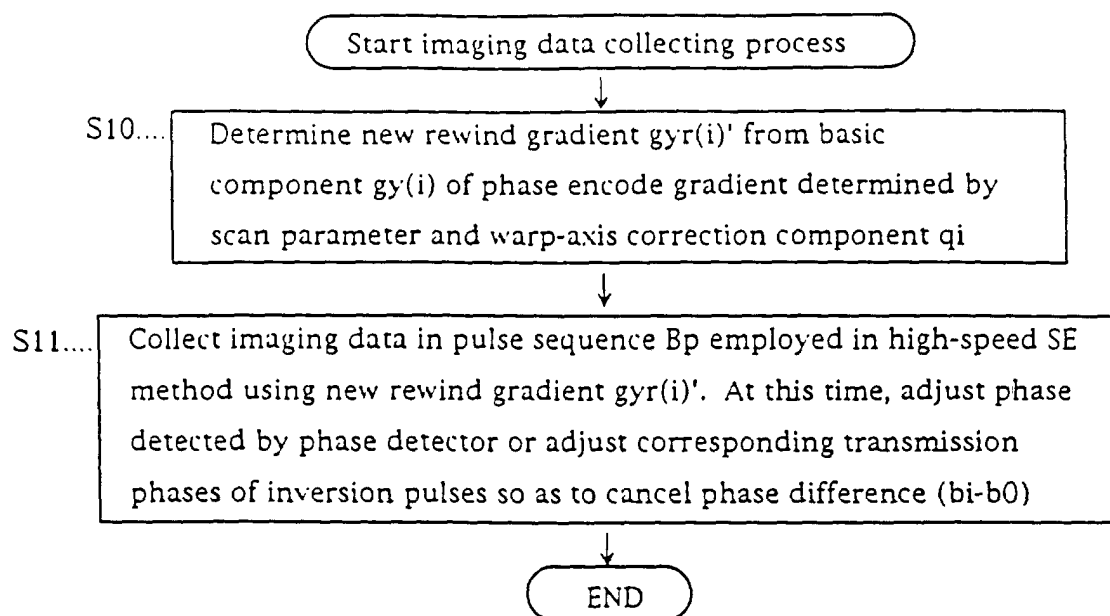 Start imaging data collecting process
S10.... Determine new rewind gradient gyr(i)' from basic
component gy(i) of phase encode gradient determined by
scan parameter and warp-axis correction component qi
S11.... Collect imaging data in pulse sequence Bp employed in high-speed SE
method using new rewind gradient gyr(i)'. At this time, adjust phase
detected by phase detector or adjust corresponding transmission
phases of inversion pulses so as to cancel phase difference (bi-b0)
END